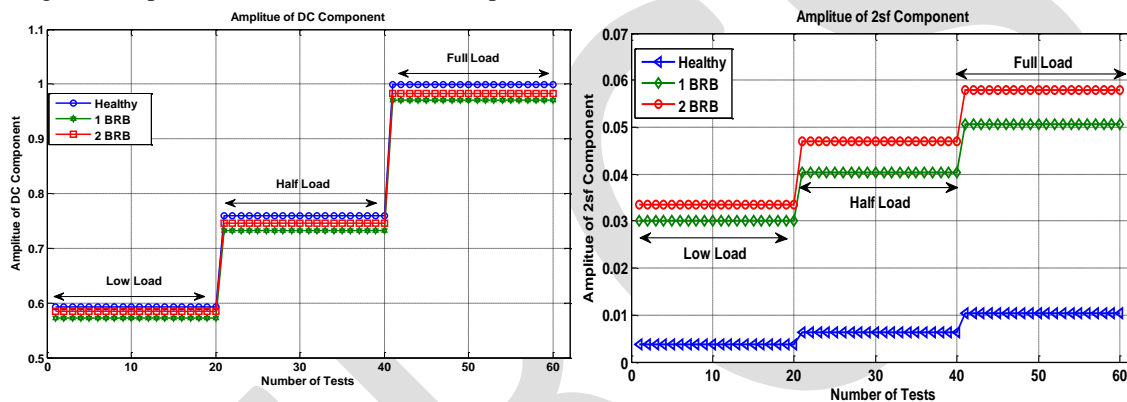 Amplitue of DC Component
1.1
1
0.9
0.8
0.7
0.6
0.5
0
10
20
30
40
50
60
Amplitue of DC Component
Number of Tests
Healthy
1 BRB
2 BRB
Low Load
Half Load
Full Load
Amplitue of 2sf Component
0.07
0.06
0.05
0.04
0.03
0.02
0.01
0
0
10
20
30
40
50
60
Amplitue of 2sf Component
Number of Tests
Healthy
1 BRB
2 BRB
Low Load
Half Load
Full Load